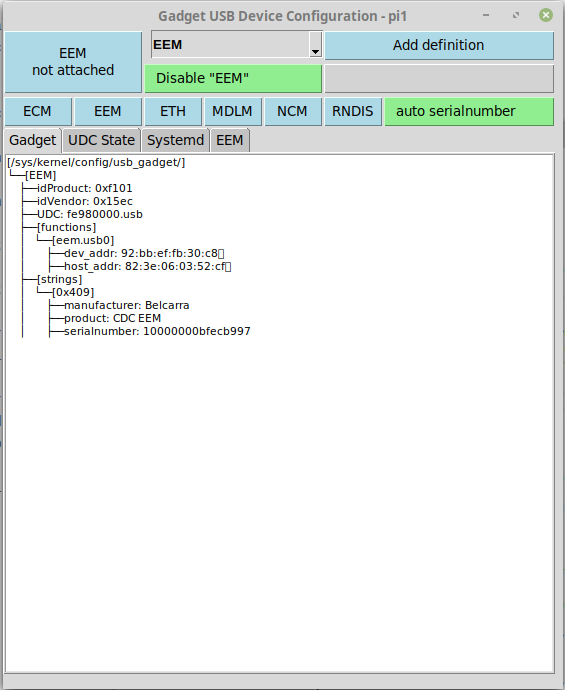 Gadget USB Device Configuration - pi1
EEM
not attached
EEM
Add definition
Disable "EEM"
ECM EEM ETH MDLM NCM RNDIS auto serialnumber
Gadget UDC State Systemd EEM
[/sys/kernel/config/usb_gadget/]
└──[EEM]
├──idProduct: 0xf101
├──idVendor: 0x15ec
├──UDC: fe980000.usb
├──[functions]
│ └──[eem.usb0]
│ ├──dev_addr: 92:bb:ef:fb:30:c8
│ ├──host_addr: 82:3e:06:03:52:cf
├──[strings]
│ └──[0x409]
│ ├──manufacturer: Belcarra
│ ├──product: CDC EEM
│ ├──serialnumber: 10000000bfecb997